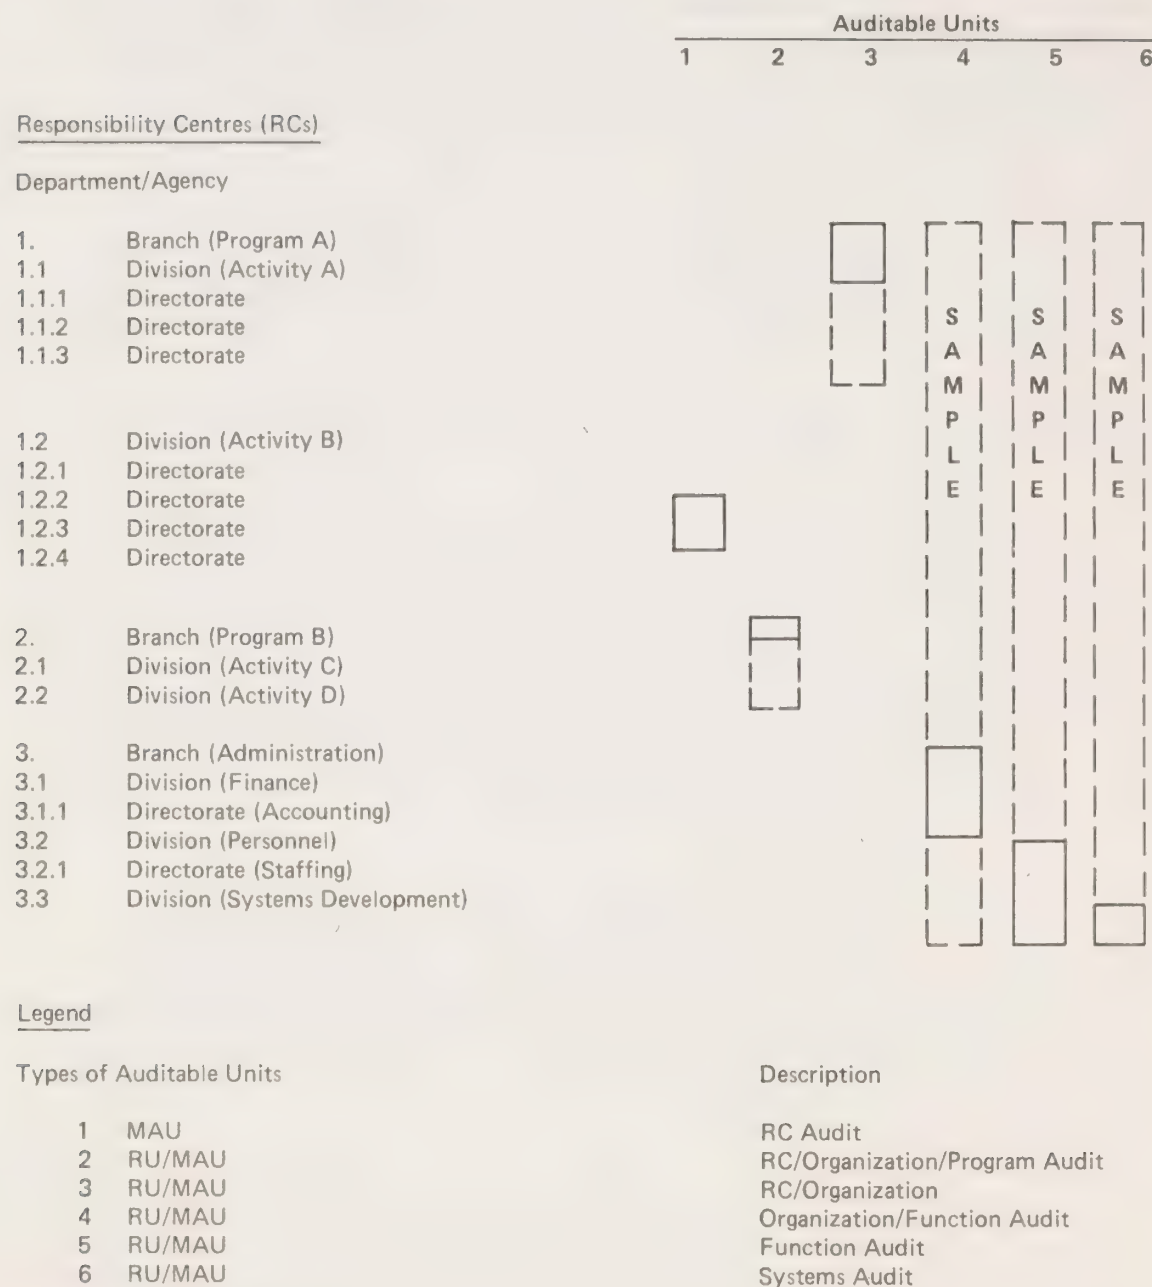 Auditable Units
1 2 3 4 5 6
Responsibility Centres (RCs)
Department/Agency
1. Branch (Program A)
1.1 Division (Activity A)
1.1.1 Directorate
1.1.2 Directorate
1.1.3 Directorate
1.2 Division (Activity B)
1.2.1 Directorate
1.2.2 Directorate
1.2.3 Directorate
1.2.4 Directorate
2. Branch (Program B)
2.1 Division (Activity C)
2.2 Division (Activity D)
3. Branch (Administration)
3.1 Division (Finance)
3.1.1 Directorate (Accounting)
3.2 Division (Personnel)
3.2.1 Directorate (Staffing)
3.3 Division (Systems Development)
SAMPLE
SAMPLE
SAMPLE
Legend
Types of Auditable Units Description
1 MAU RC Audit
2 RU/MAU RC/Organization/Program Audit
3 RU/MAU RC/Organization
4 RU/MAU Organization/Function Audit
5 RU/MAU Function Audit
6 RU/MAU Systems Audit